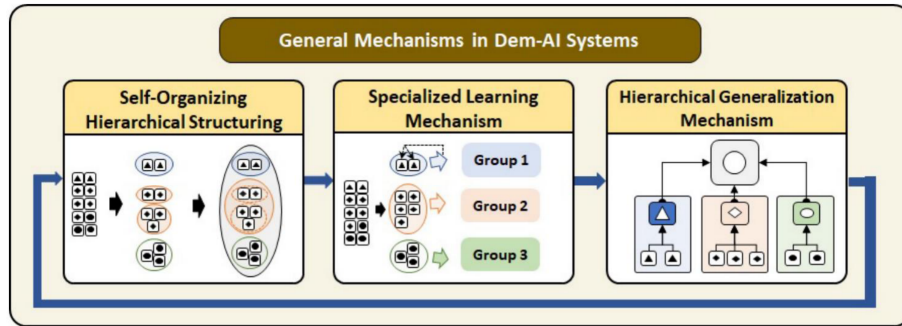 General Mechanisms in Dem-AI Systems
Self-Organizing
Hierarchical Structuring
Specialized Learning
Mechanism
Group 1
Group 2
Group 3
Hierarchical Generalization
Mechanism